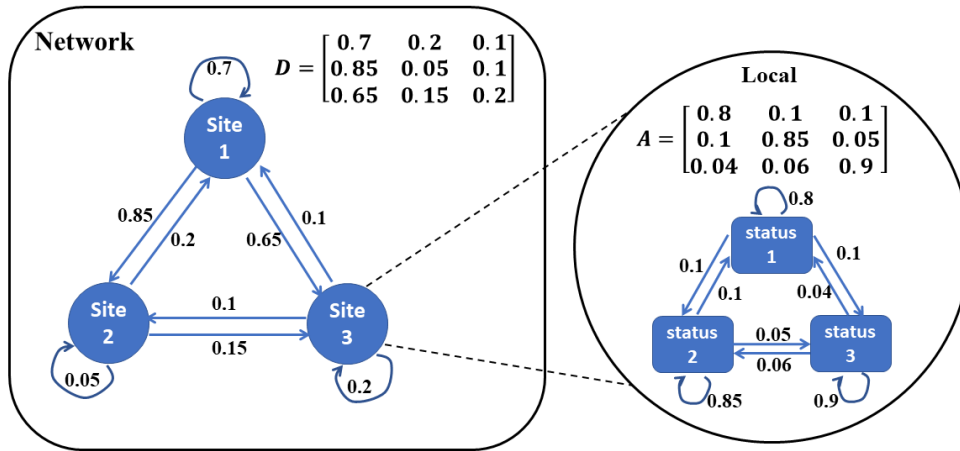 Network
D = [0.7 0.2 0.1
0.85 0.05 0.1
0.65 0.15 0.2]
0.7
Site
1
0.85
0.2
0.65
0.1
Site
2
0.1
0.15
Site
3
0.05
0.2
Local
A = [0.8 0.1 0.1
0.1 0.85 0.05
0.04 0.06 0.9]
0.8
status
1
0.1
0.1
0.04
0.1
status
2
0.05
0.06
status
3
0.85
0.9